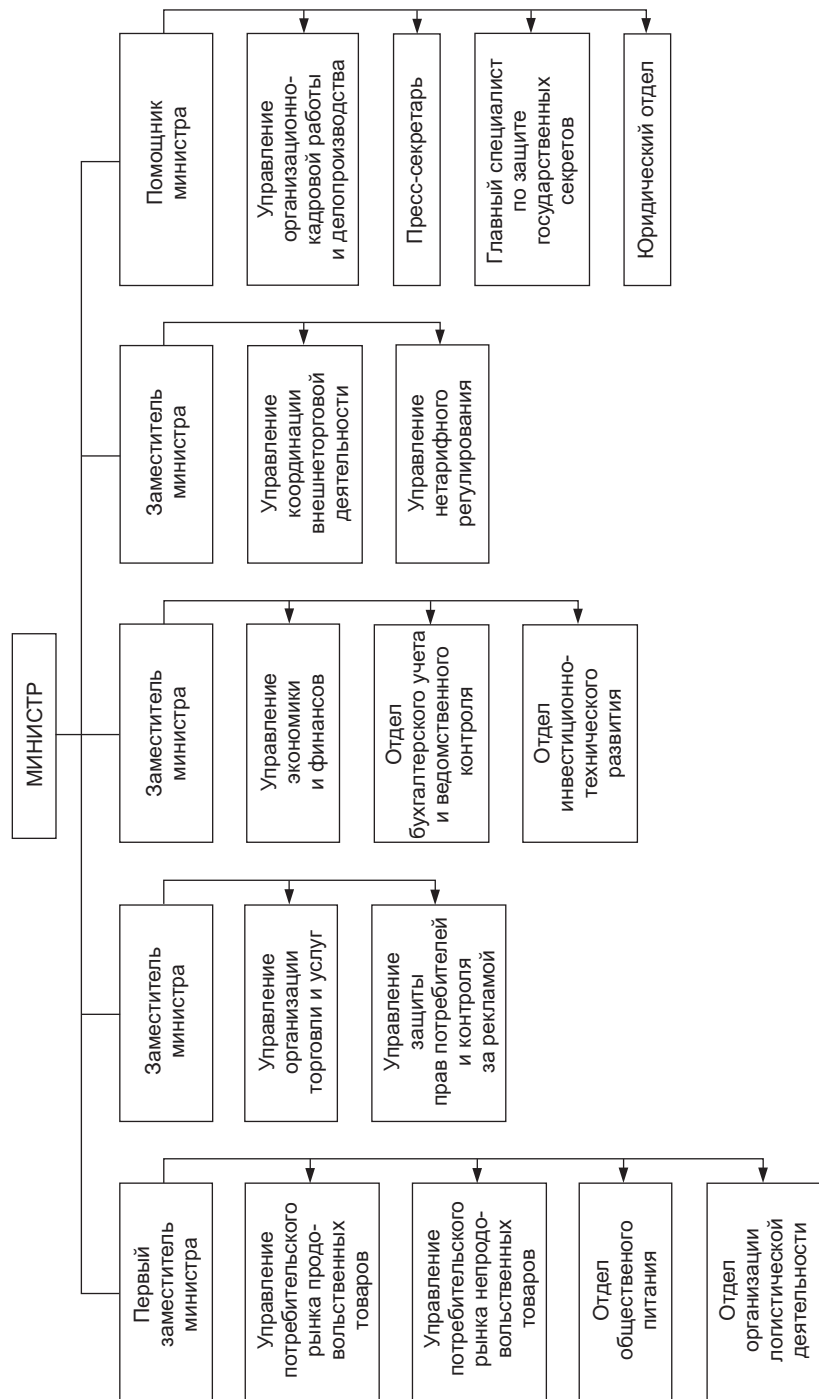 МИНИСТР
Первый
заместитель
министра
Управление
потребительского
рынка продо-
вольственных
товаров
Управление
потребительского
рынка непродо-
вольственных
товаров
Отдел
общественого
питания
Отдел
организации
логистической
деятельности
Заместитель
министра
Управление
организации
торговли и услуг
Управление
защиты
прав потребителей
и контроля
за рекламой
Заместитель
министра
Управление
экономики
и финансов
Отдел
бухгалтерского учета
и ведомственного
контроля
Отдел
инвестиционно-
технического
развития
Заместитель
министра
Управление
координации
внешнеторговой
деятельности
Управление
нетарифного
регулирования
Помощник
министра
Управление
организационно-
кадровой работы
и делопроизводства
Пресс-секретарь
Главный специалист
по защите
государственных
секретов
Юридический отдел